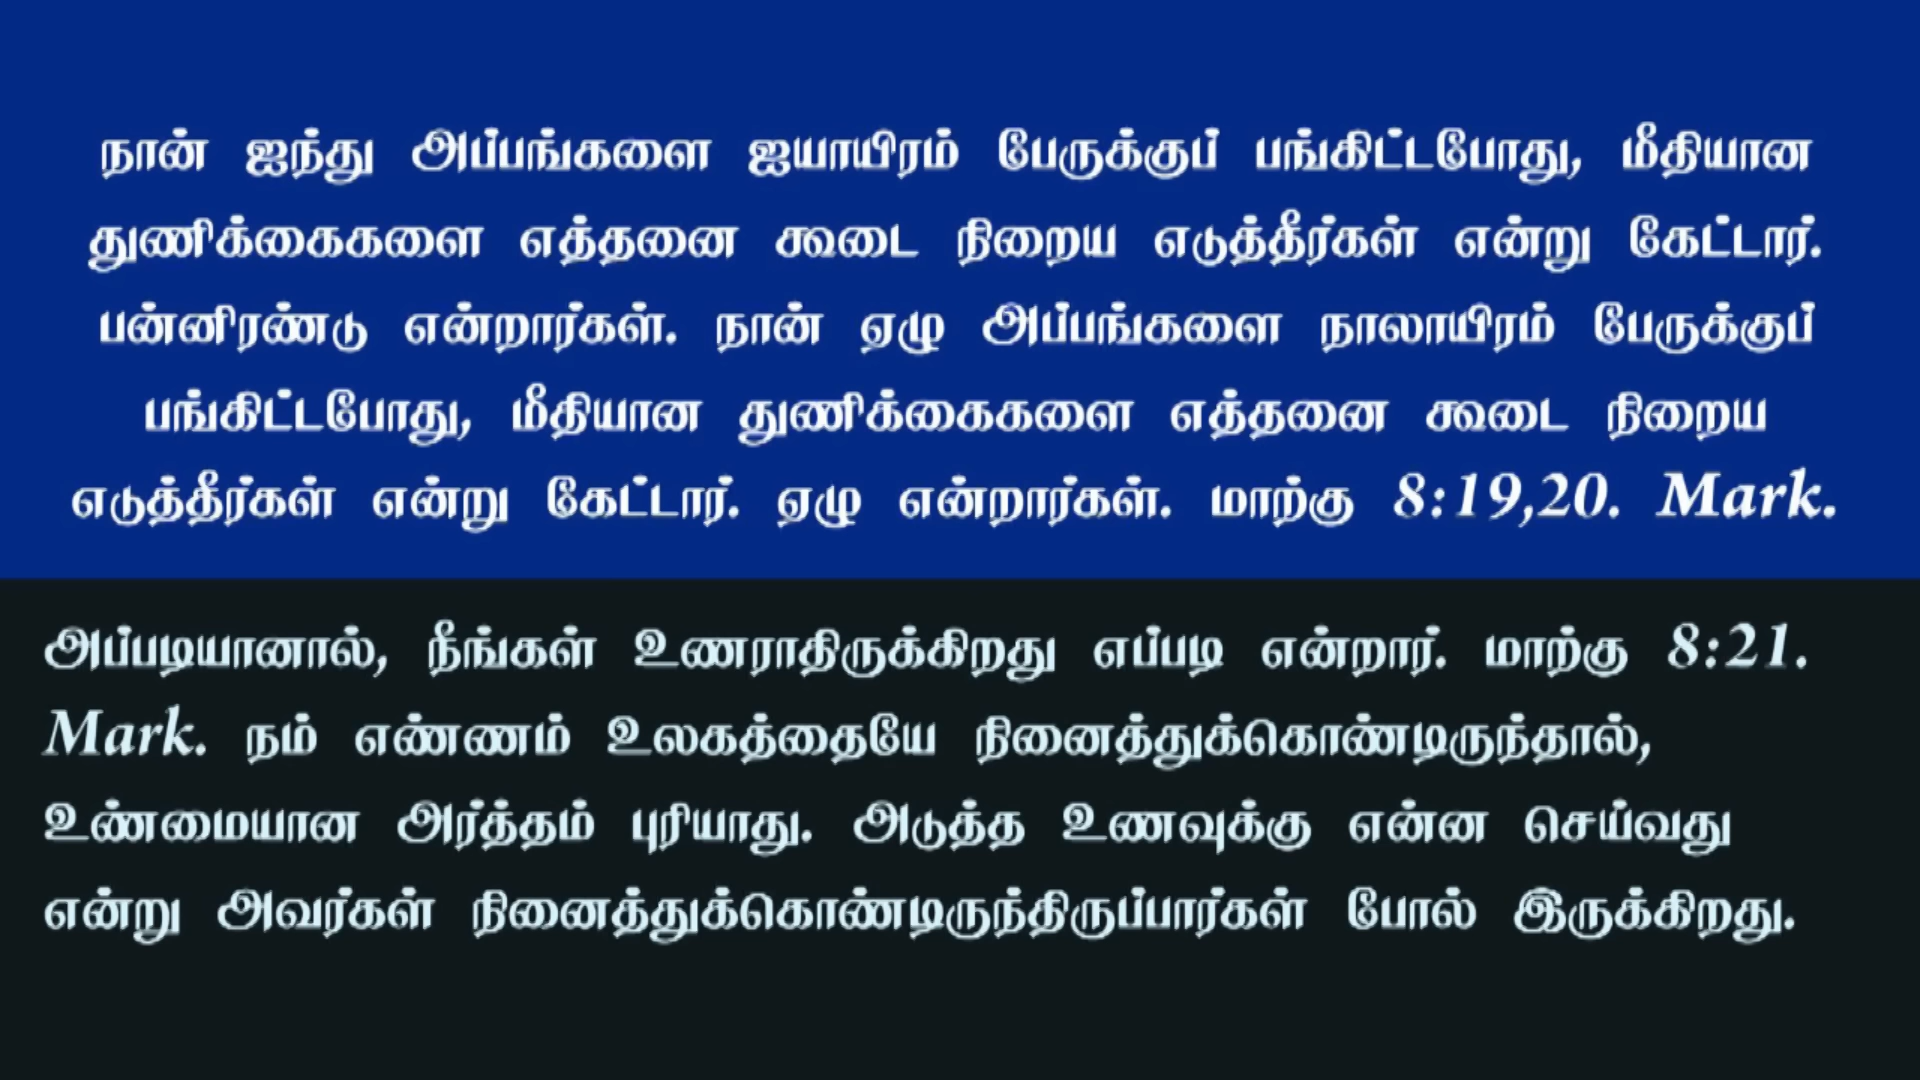 நான் ஐந்து அப்பங்களை ஐயாயிரம் பேருக்குப் பங்கிட்டபோது, மீதியான
துணிக்கைகளை எத்தனை கூடை நிறைய எடுத்தீர்கள் என்று கேட்டார்.
பன்னிரண்டு என்றார்கள். நான் ஏழு அப்பங்களை நாலாயிரம் பேருக்குப்
பங்கிட்டபோது, மீதியான துணிக்கைகளை எத்தனை கூடை நிறைய
எடுத்தீர்கள் என்று கேட்டார். ஏழு என்றார்கள். மாற்கு 8:19,20. Mark.
அப்படியானால், நீங்கள் உணராதிருக்கிறது எப்படி என்றார். மாற்கு 8:21.
Mark. நம் எண்ணம் உலகத்தையே நினைத்துக்கொண்டிருந்தால்,
உண்மையான அர்த்தம் புரியாது. அடுத்த உணவுக்கு என்ன செய்வது
என்று அவர்கள் நினைத்துக்கொண்டிருந்திருப்பார்கள் போல் இருக்கிறது.